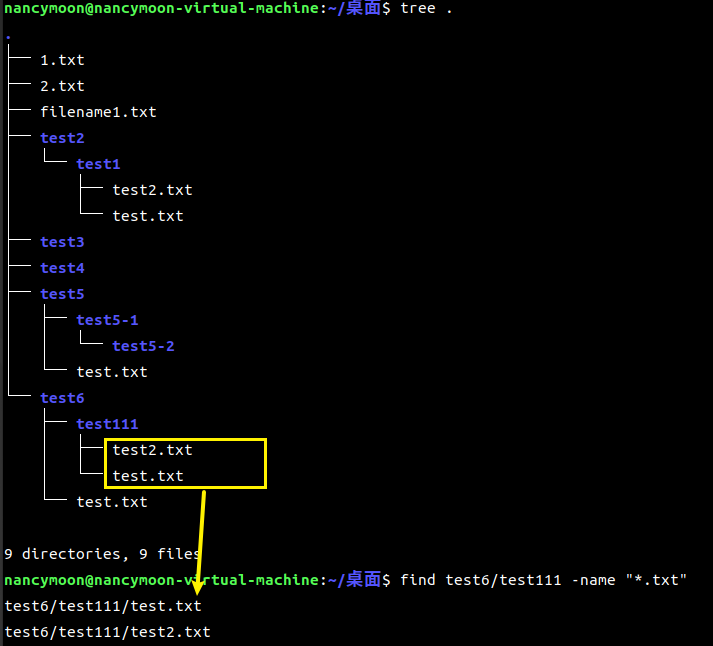 nancymoon@nancymoon-virtual-machine:~/桌面$ tree .
.
├── 1.txt
├── 2.txt
├── filename1.txt
├── test2
│   └── test1
│       ├── test2.txt
│       └── test.txt
├── test3
├── test4
├── test5
│   ├── test5-1
│   │   └── test5-2
│   └── test.txt
└── test6
    ├── test111
    │   ├── test2.txt
    │   └── test.txt
    └── test.txt
9 directories, 9 files
nancymoon@nancymoon-virtual-machine:~/桌面$ find test6/test111 -name "*.txt"
test6/test111/test.txt
test6/test111/test2.txt